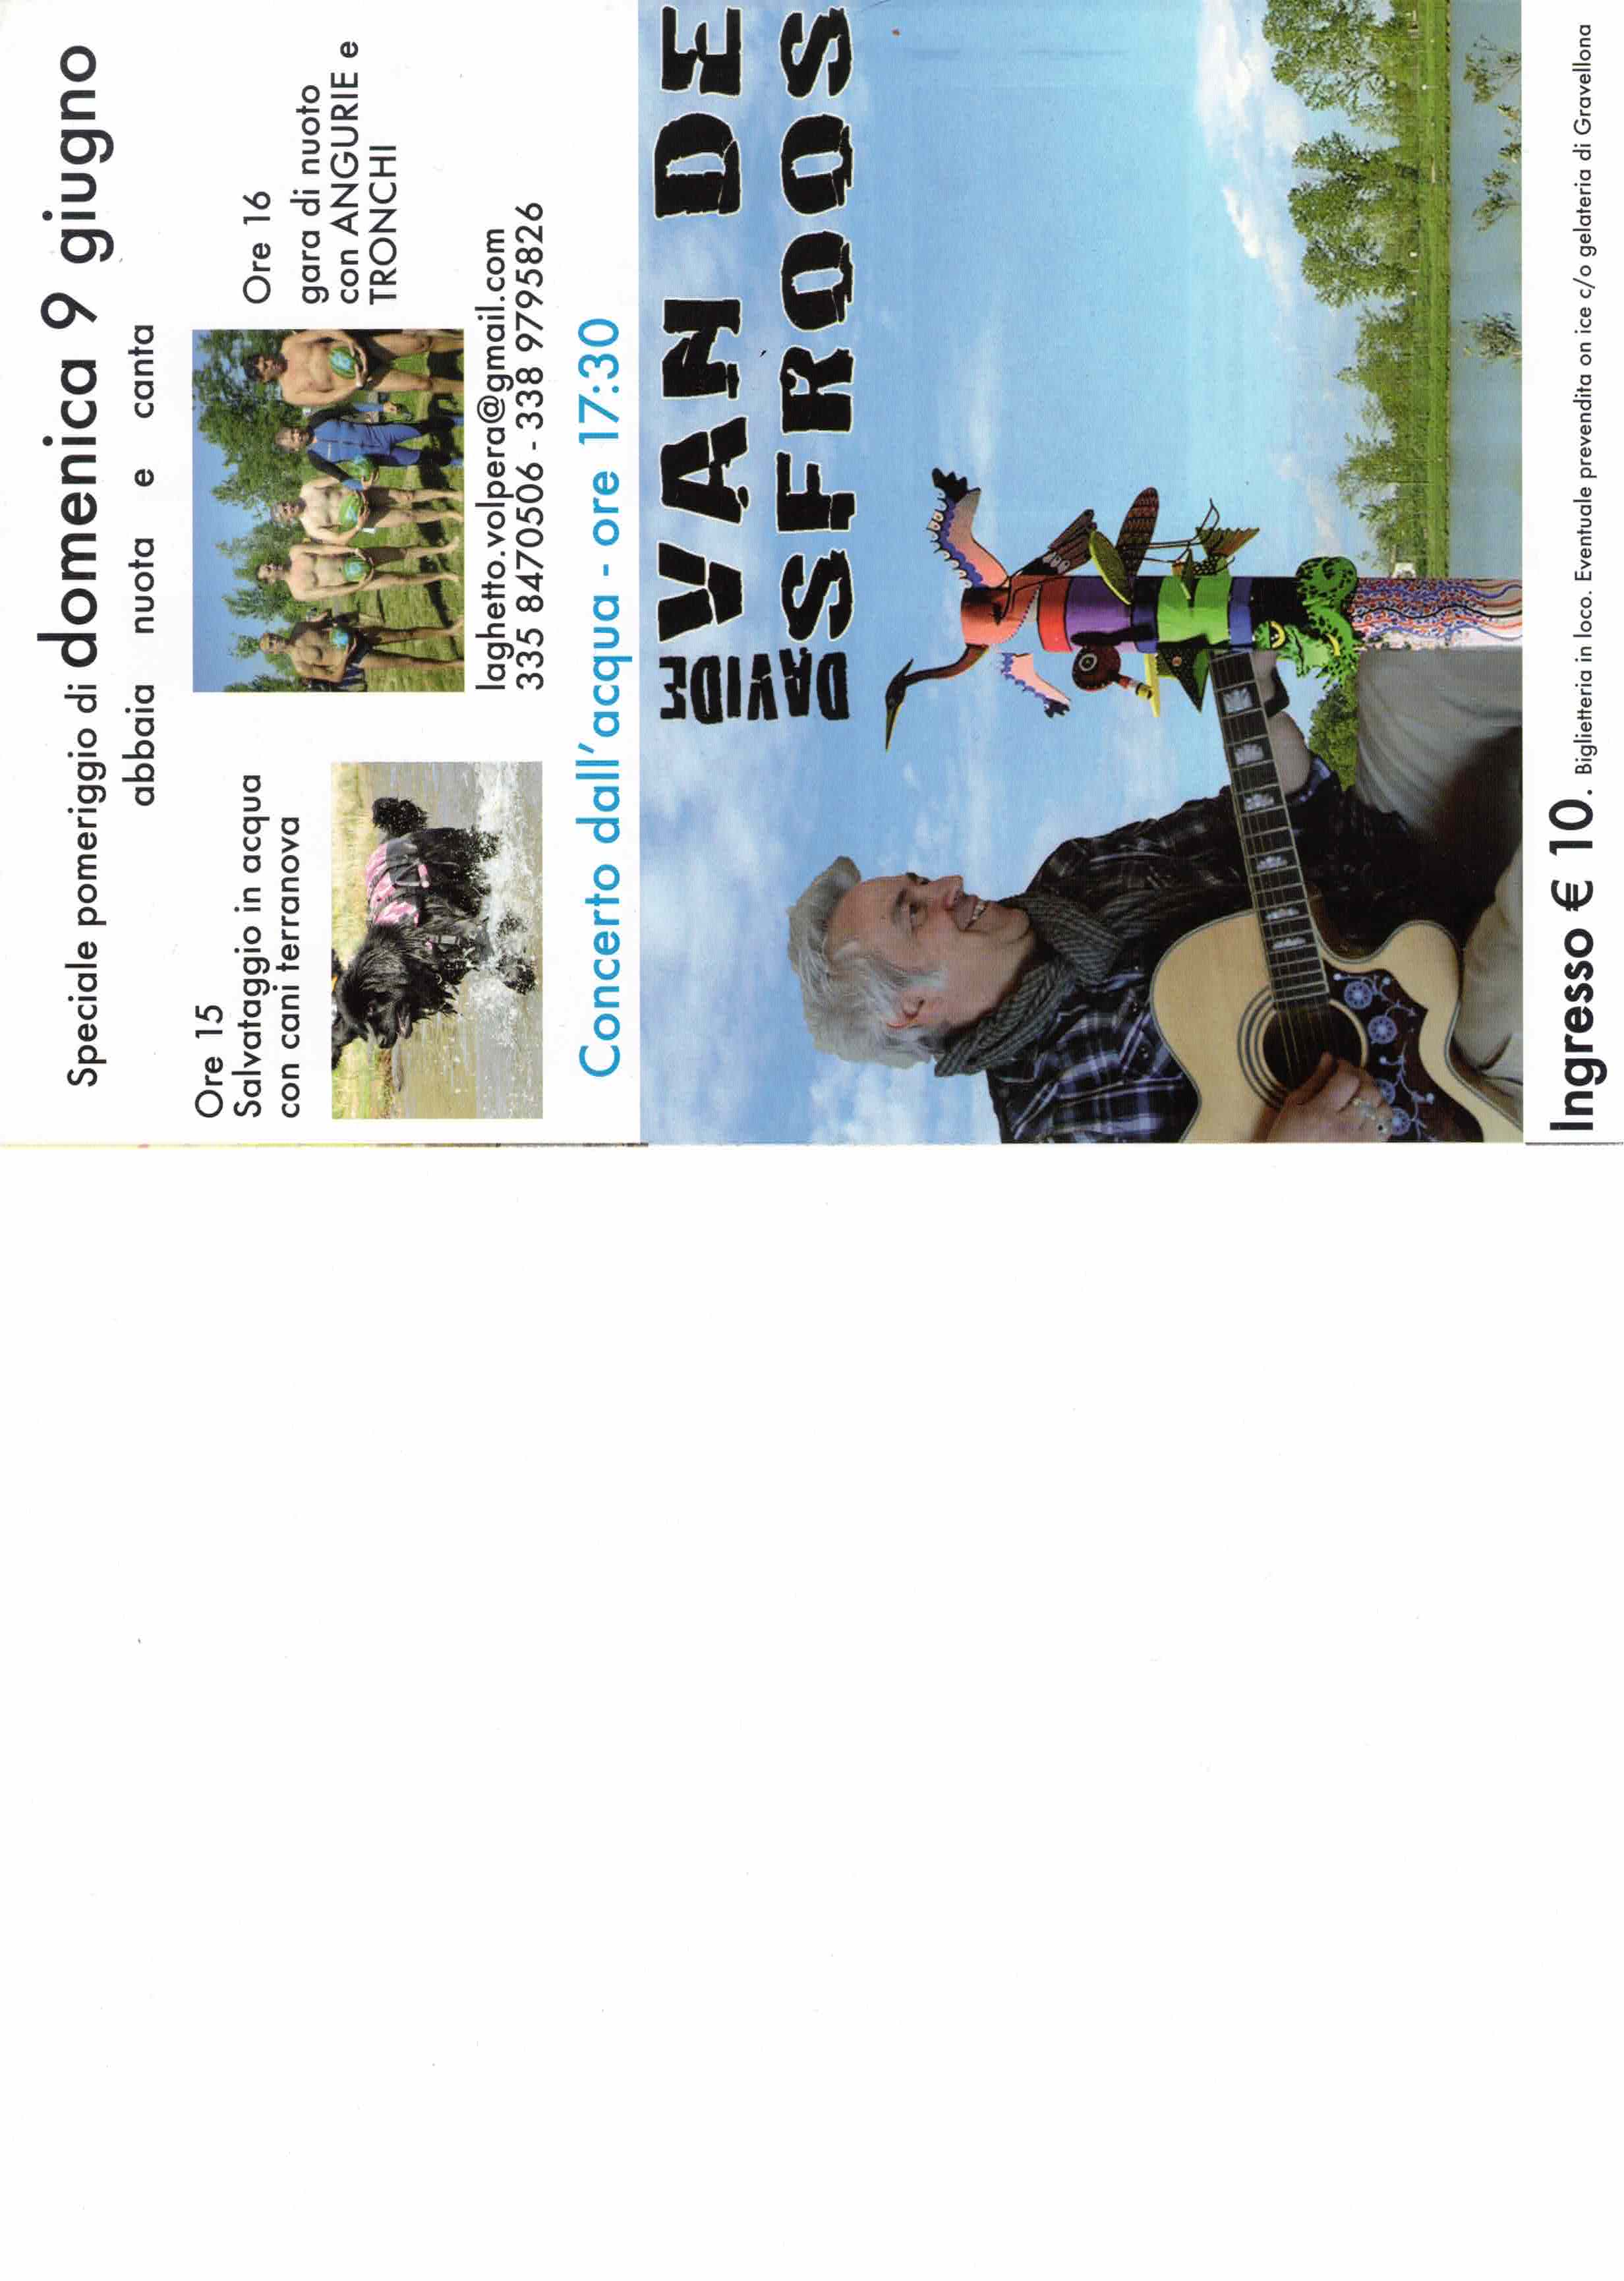 Speciale pomeriggio di domenica 9 giugno
abbaia nuota e canta
Ore 15
Salvataggio in acqua
con cani terranova
Ore 16
gara di nuoto
con ANGURIE e
TRONCHI
laghetto.volpera@gmail.com
335 8470506 - 338 9795826
Concerto dall'acqua - ore 17:30
DAVIDE VAN DE
DAVIDE SFROOS
Ingresso € 10. Biglietteria in loco. Eventuale prevendita on ice c/o gelateria di Gravellona